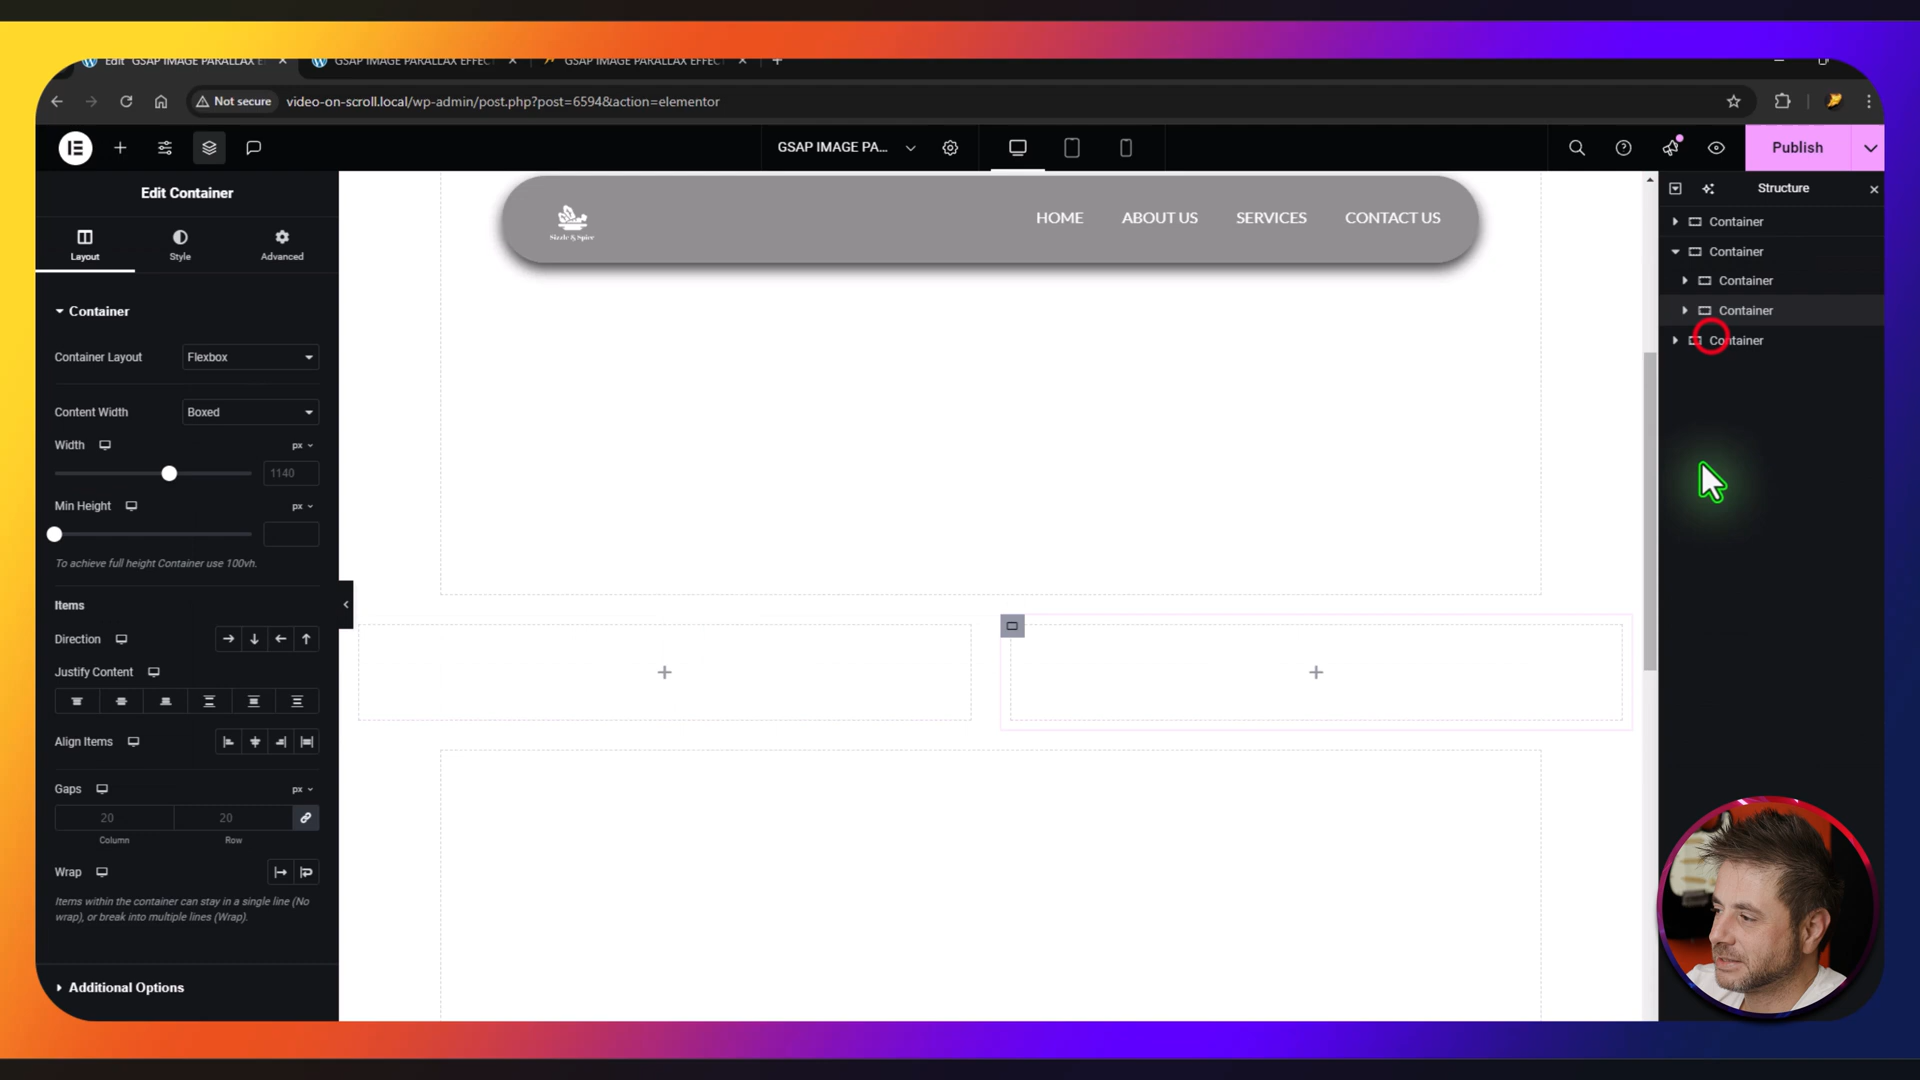 Edit "GSAP IMAGE PARALLAX E
GSAP IMAGE PARALLAX EFFECT
GSAP IMAGE PARALLAX EFFECT
Not secure
video-on-scroll.local/wp-admin/post.php?post=6594&action=elementor
GSAP IMAGE PA...
Publish
Edit Container
Layout
Style
Advanced
Container
Container Layout
Flexbox
Content Width
Boxed
Width
px
1140
Min Height
px
To achieve full height Container use 100vh.
Items
Direction
Justify Content
Align Items
Gaps
px
20
20
Column
Row
Wrap
Items within the container can stay in a single line (No
wrap), or break into multiple lines (Wrap).
Additional Options
Sizzle & Spice
HOME
ABOUT US
SERVICES
CONTACT US
Structure
Container
Container
Container
Container
Container